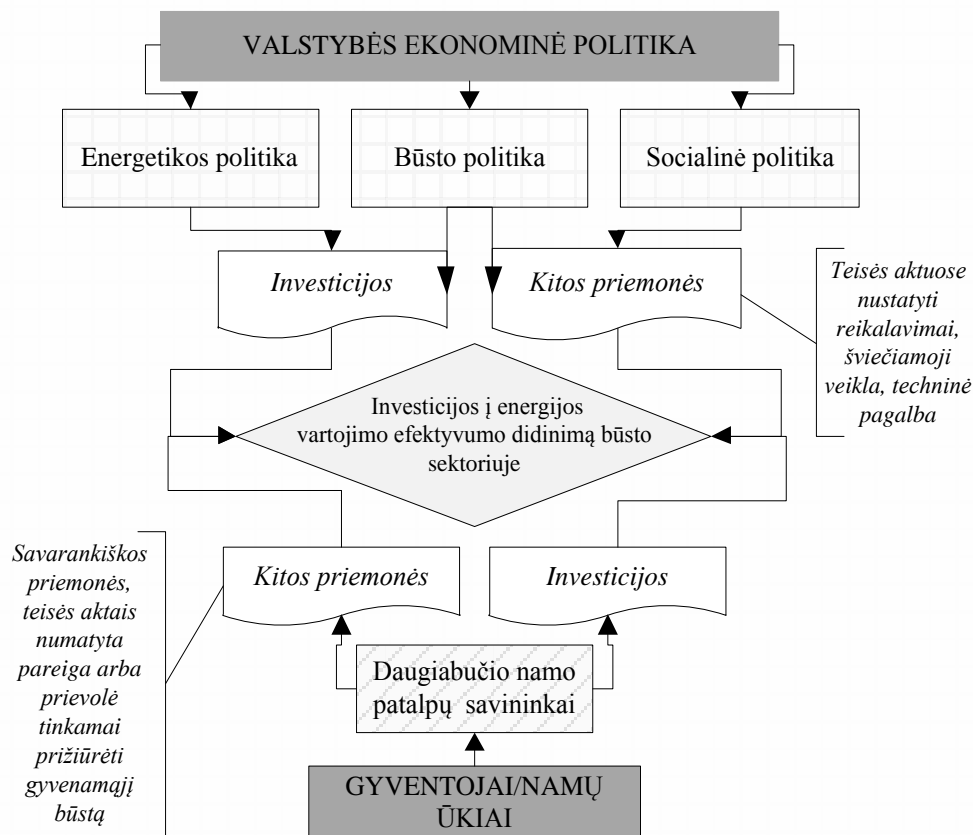 VALSTYBĖS EKONOMINĖ POLITIKA
Energetikos politika
Būsto politika
Socialinė politika
Investicijos
Kitos priemonės
Teisės aktuose
nustatyti
reikalavimai,
šviečiamoji
veikla, techninė
pagalba
Investicijos į energijos
vartojimo efektyvumo didinimą būsto
sektoriuje
Savarankiškos
priemonės,
teisės aktais
numatyta
pareiga arba
prievolė
tinkamai
prižiūrėti
gyvenamąjį
būstą
Kitos priemonės
Investicijos
Daugiabučio namo
patalpų savininkai
GYVENTOJAI/NAMŲ
ŪKIAI